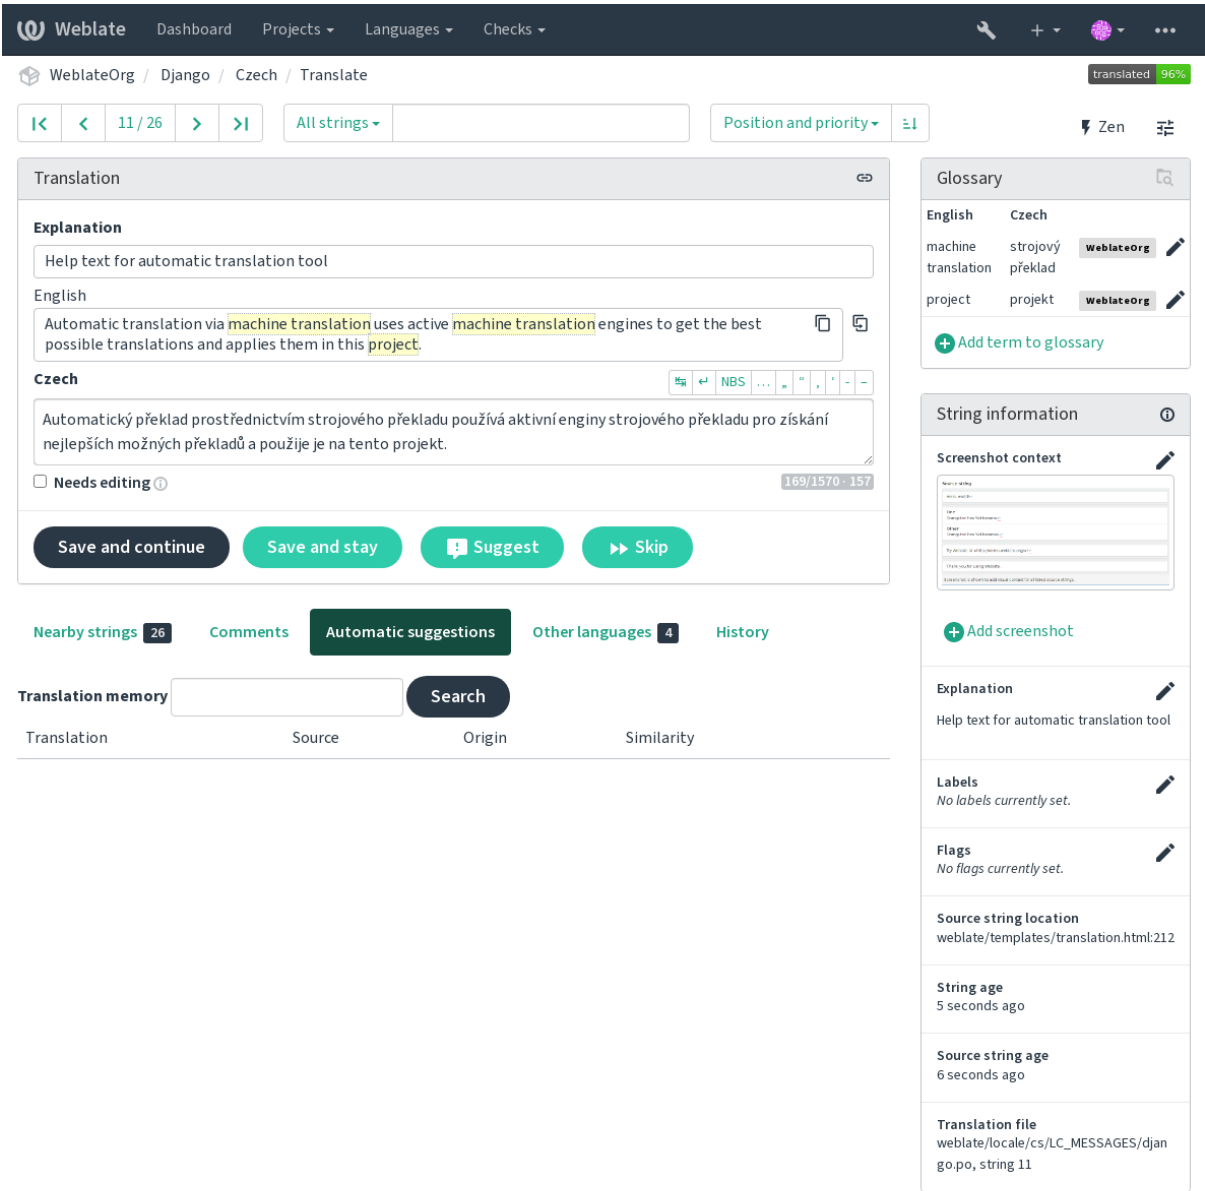 Weblate Dashboard Projects Languages Checks
WeblateOrg / Django / Czech / Translate
translated 96%
11 / 26
All strings
Position and priority
Zen
Translation
Explanation
Help text for automatic translation tool
English
Automatic translation via machine translation uses active machine translation engines to get the best
possible translations and applies them in this project.
Czech
↹ ↵ NBS … „ “ ‚ ‘ - –
Automatický překlad prostřednictvím strojového překladu používá aktivní enginy strojového překladu pro získání
nejlepších možných překladů a použije je na tento projekt.
Needs editing
169/1570 · 157
Save and continue
Save and stay
Suggest
Skip
Nearby strings 26
Comments
Automatic suggestions
Other languages 4
History
Translation memory
Search
Translation Source Origin Similarity
Glossary
English Czech
machine translation strojový překlad WeblateOrg
project projekt WeblateOrg
Add term to glossary
String information
Screenshot context
Add screenshot
Explanation
Help text for automatic translation tool
Labels
No labels currently set.
Flags
No flags currently set.
Source string location
weblate/templates/translation.html:212
String age
5 seconds ago
Source string age
6 seconds ago
Translation file
weblate/locale/cs/LC_MESSAGES/djan
go.po, string 11